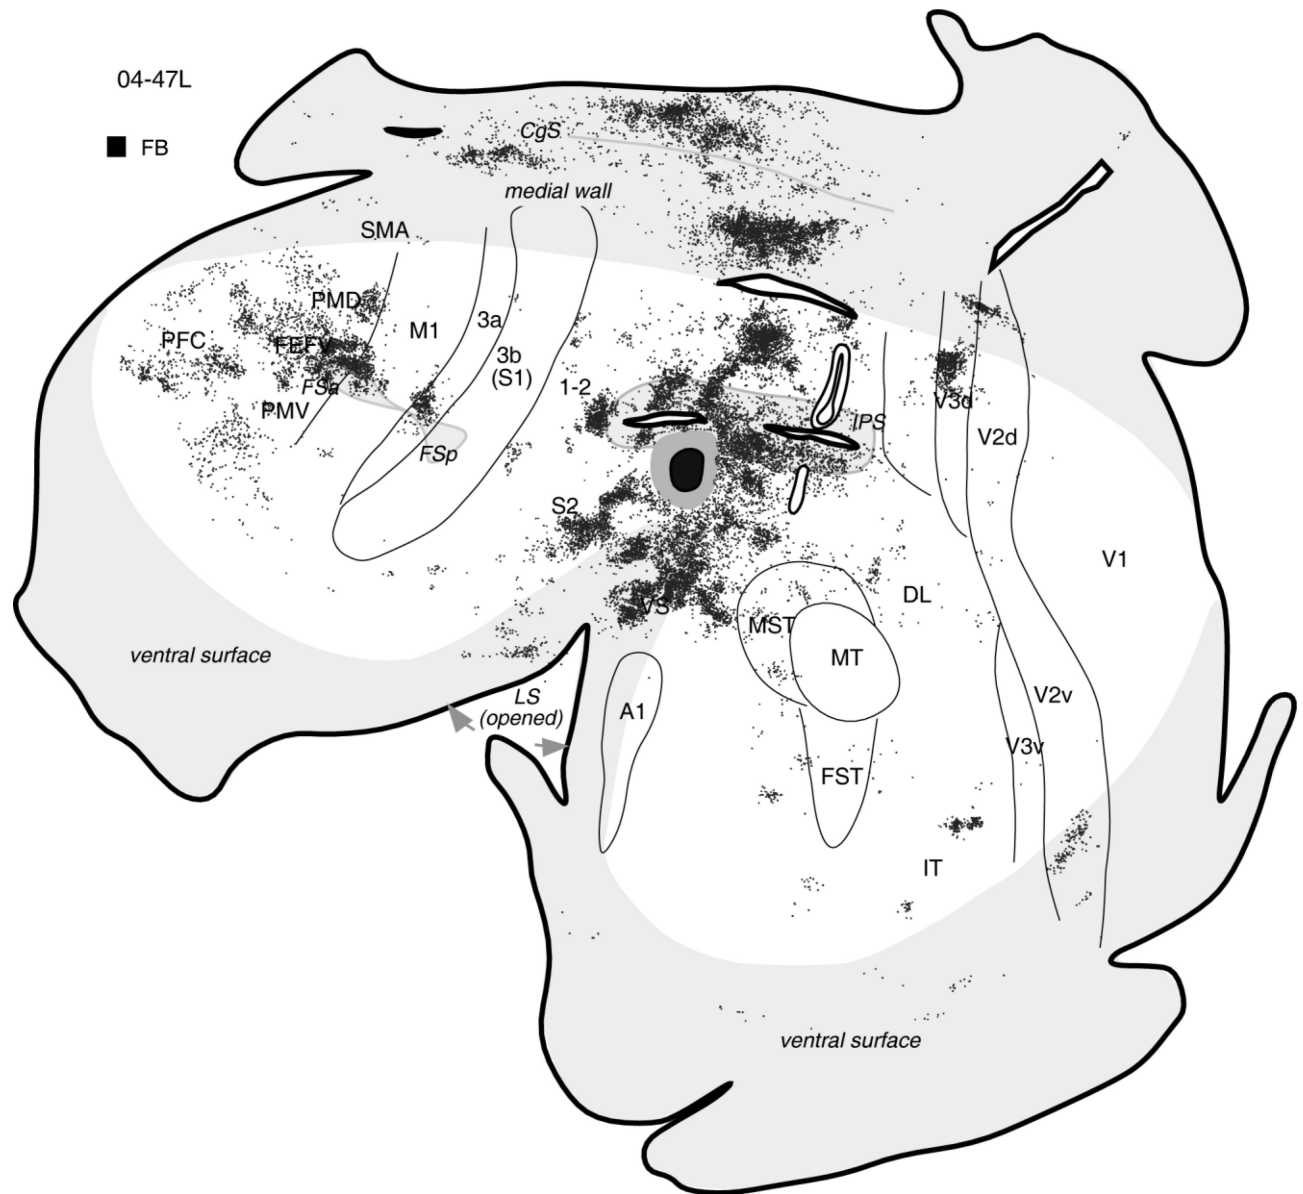 04-47L
FB
CgS
medial wall
SMA
PMD
M1
3a
3b
(S1)
PFC
FEFV
FSa
PMV
FSp
1-2
IPS
V3d
V2d
S2
V1
VS
DL
MST
MT
ventral surface
LS
(opened)
A1
V2v
V3v
FST
IT
ventral surface